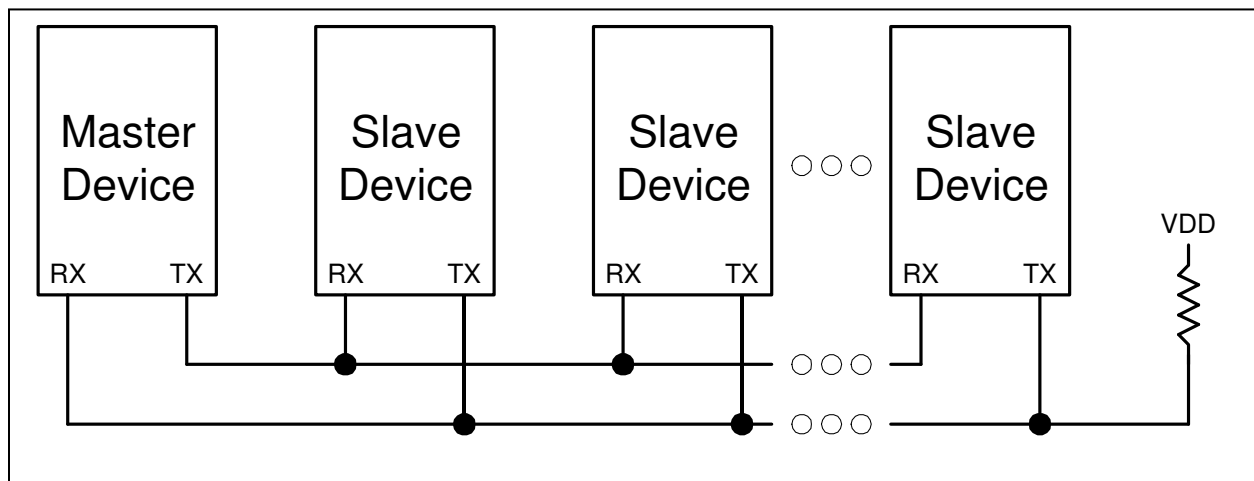 Master
Device
Slave
Device
Slave
Device
Slave
Device
RX TX
RX TX
RX TX
RX TX
VDD